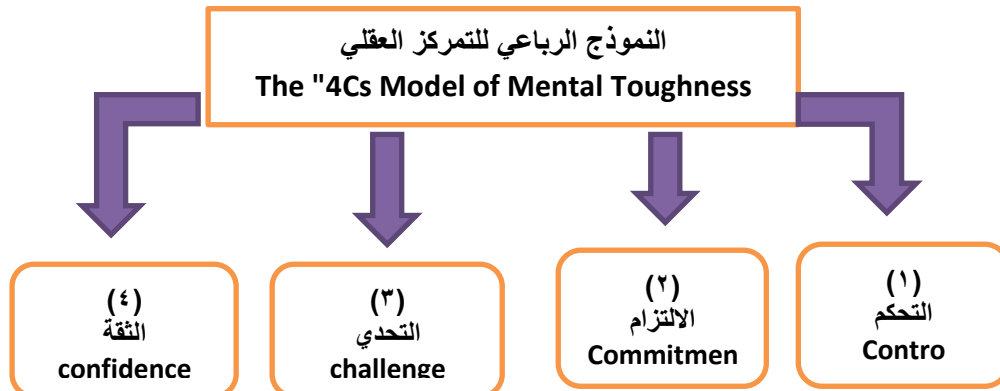 النموذج الرباعي للتمركز العقلي
The "4Cs Model of Mental Toughness
(١)
التحكم
Contro
(٢)
الالتزام
Commitmen
(٣)
التحدي
challenge
(٤)
الثقة
confidence